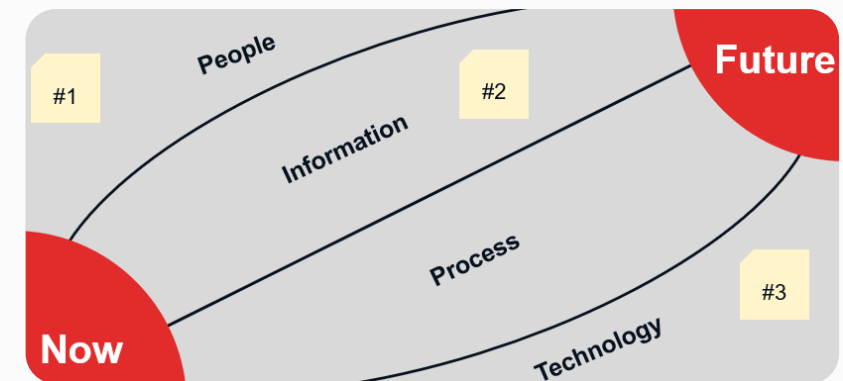 People
Future
#1
#2
Information
Process
#3
Now
Technology